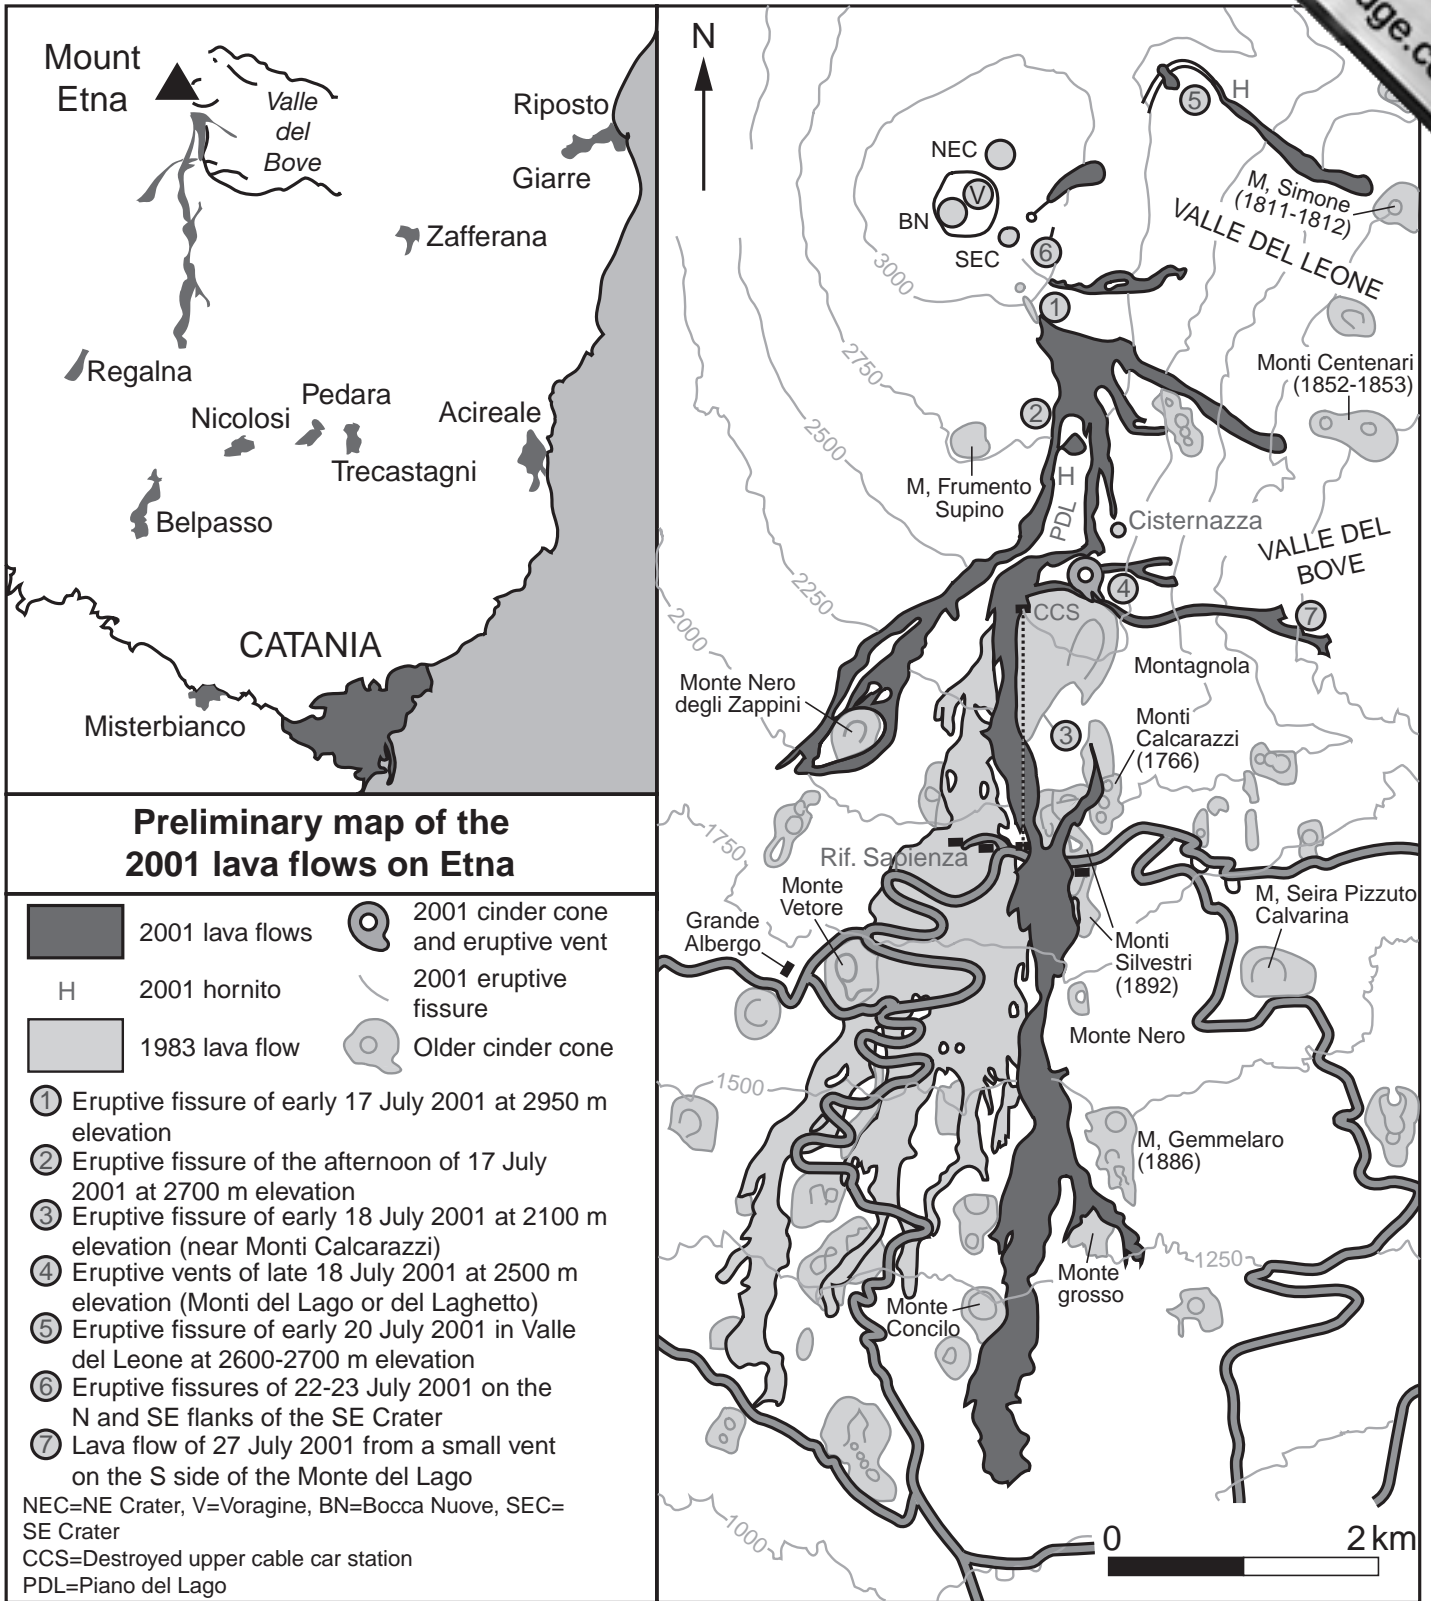 Mount
Etna
Valle
del
Bove
Riposto
Giarre
Zafferana
Regalna
Pedara
Nicolosi
Acireale
Trecastagni
Belpasso
CATANIA
Misterbianco
Preliminary map of the
2001 lava flows on Etna
2001 lava flows
2001 cinder cone
and eruptive vent
H
2001 hornito
2001 eruptive
fissure
1983 lava flow
Older cinder cone
1 Eruptive fissure of early 17 July 2001 at 2950 m
elevation
2 Eruptive fissure of the afternoon of 17 July
2001 at 2700 m elevation
3 Eruptive fissure of early 18 July 2001 at 2100 m
elevation (near Monti Calcarazzi)
4 Eruptive vents of late 18 July 2001 at 2500 m
elevation (Monti del Lago or del Laghetto)
5 Eruptive fissure of early 20 July 2001 in Valle
del Leone at 2600-2700 m elevation
6 Eruptive fissures of 22-23 July 2001 on the
N and SE flanks of the SE Crater
7 Lava flow of 27 July 2001 from a small vent
on the S side of the Monte del Lago
NEC=NE Crater, V=Voragine, BN=Bocca Nuove, SEC=
SE Crater
CCS=Destroyed upper cable car station
PDL=Piano del Lago
N
5
H
NEC
V
BN
SEC
6
M, Simone
(1811-1812)
VALLE DEL LEONE
3000
1
2750
Monti Centenari
(1852-1853)
2
2500
H
M, Frumento
Supino
PDL
Cisternazza
VALLE DEL
BOVE
2250
4
2000
CCS
7
Montagnola
Monte Nero
degli Zappini
3
Monti
Calcarazzi
(1766)
1750
Rif. Sapienza
Monte
Vetore
M, Seira Pizzuto
Calvarina
Grande
Albergo
Monti
Silvestri
(1892)
Monte Nero
1500
M, Gemmelaro
(1886)
1250
Monte
grosso
Monte
Concilo
1000
0
2 km